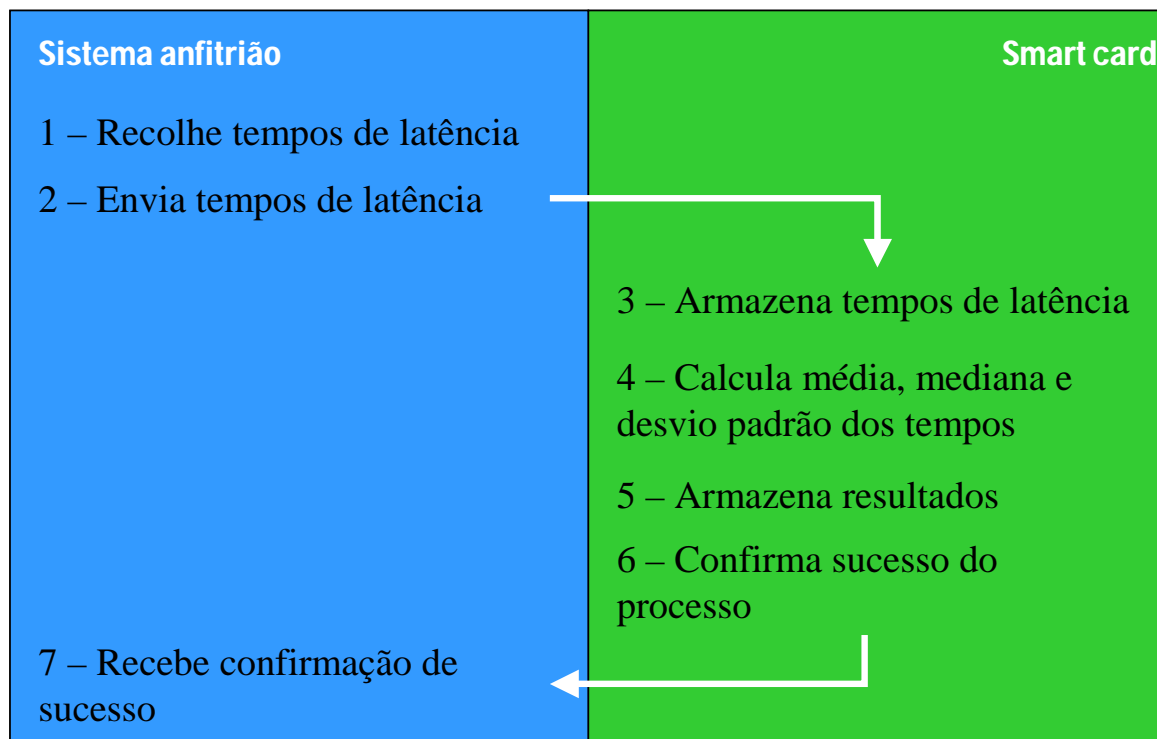 Sistema anfitrião
Smart card
1 – Recolhe tempos de latência
2 – Envia tempos de latência
3 – Armazena tempos de latência
4 – Calcula média, mediana e
desvio padrão dos tempos
5 – Armazena resultados
6 – Confirma sucesso do
processo
7 – Recebe confirmação de
sucesso